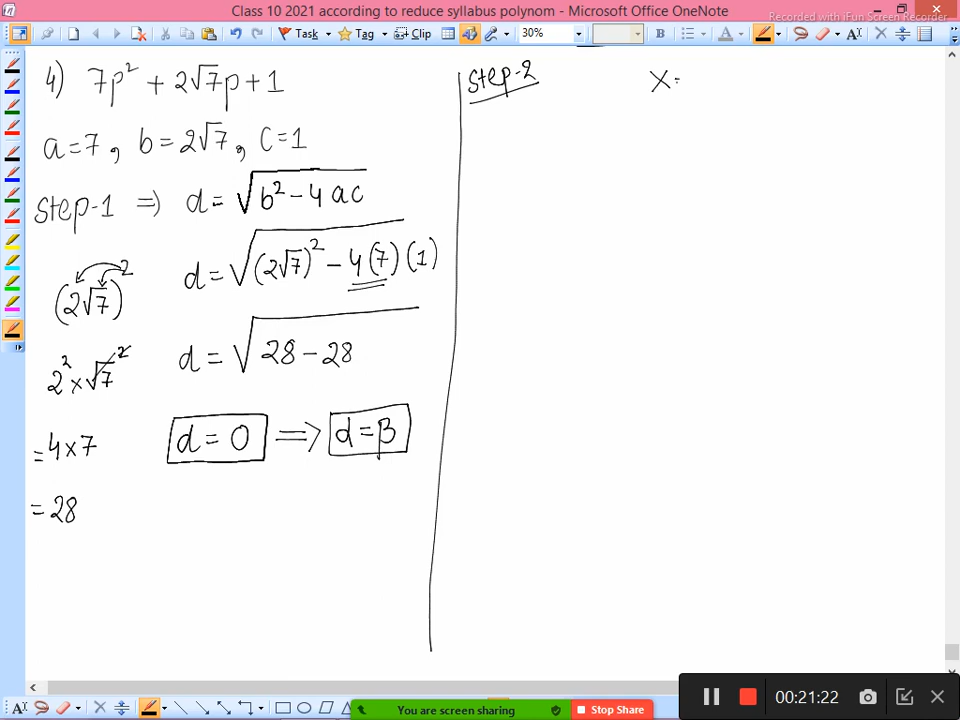 Class 10 2021 according to reduce syllabus polynom - Microsoft Office OneNote
Recorded with iFun Screen Recorder
Task Tag Clip 30% B A
4) 7p² + 2√7p + 1
a = 7, b = 2√7, C = 1
Step-1 ⇒ d = √(b² - 4ac)
d = √((2√7)² - 4(7)(1))
(2√7)²
d = √(28 - 28)
2² × √7²
d = 0 ⇒ d = β
= 4 × 7
= 28
Step-2
X =
00:21:22
You are screen sharing
Stop Share